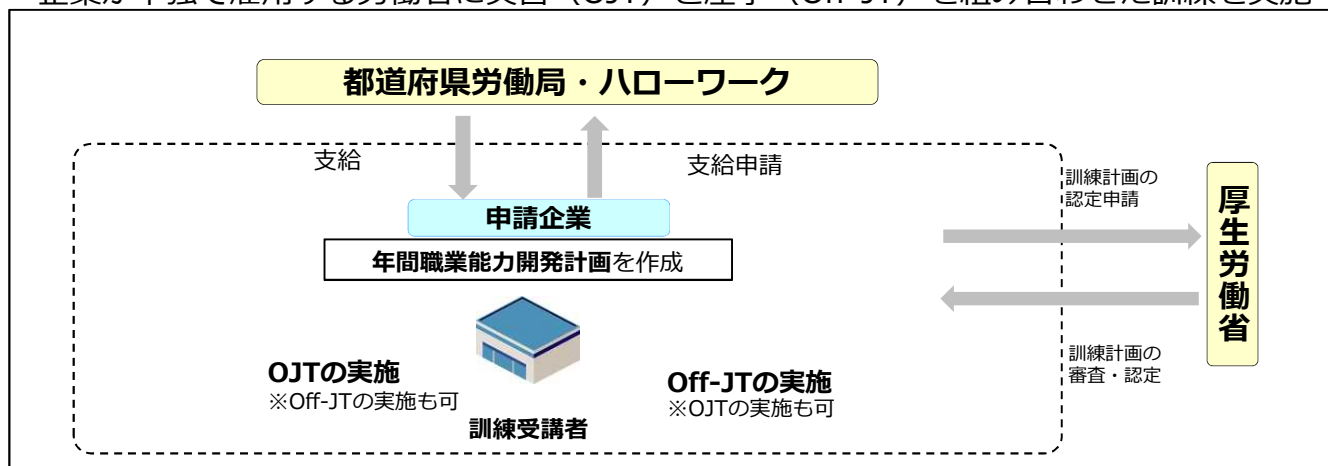 都道府県労働局・ハローワーク
支給
支給申請
訓練計画の
認定申請
申請企業
厚生労働省
年間職業能力開発計画を作成
OJTの実施
※Off-JTの実施も可
Off-JTの実施
※OJTの実施も可
訓練計画の
審査・認定
訓練受講者